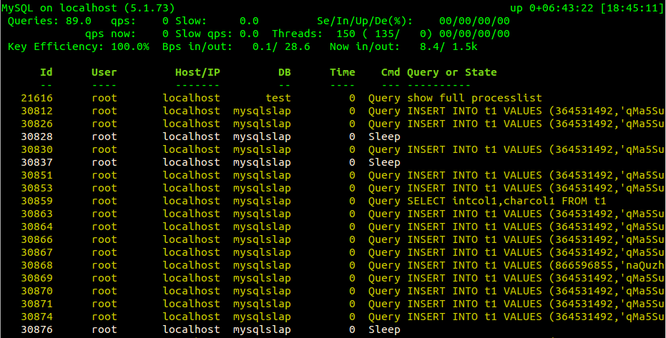 MySQL on localhost (5.1.73) up 0+06:43:22 [18:45:11]
Queries: 89.0 qps: 0 Slow: 0.0 Se/In/Up/De(%): 00/00/00/00
qps now: 0 Slow qps: 0.0 Threads: 150 ( 135/ 0) 00/00/00/00
Key Efficiency: 100.0% Bps in/out: 0.1/ 28.6 Now in/out: 8.4/ 1.5k
Id User Host/IP DB Time Cmd Query or State
-- ---- ------- -- ---- --- ----------
21616 root localhost test 0 Query show full processlist
30812 root localhost mysqlslap 0 Query INSERT INTO t1 VALUES (364531492,'qMa5Su
30826 root localhost mysqlslap 0 Query INSERT INTO t1 VALUES (364531492,'qMa5Su
30828 root localhost mysqlslap 0 Sleep
30830 root localhost mysqlslap 0 Query INSERT INTO t1 VALUES (364531492,'qMa5Su
30837 root localhost mysqlslap 0 Sleep
30851 root localhost mysqlslap 0 Query INSERT INTO t1 VALUES (364531492,'qMa5Su
30853 root localhost mysqlslap 0 Query INSERT INTO t1 VALUES (364531492,'qMa5Su
30859 root localhost mysqlslap 0 Query SELECT intcol1,charcol1 FROM t1
30863 root localhost mysqlslap 0 Query INSERT INTO t1 VALUES (364531492,'qMa5Su
30864 root localhost mysqlslap 0 Query INSERT INTO t1 VALUES (364531492,'qMa5Su
30866 root localhost mysqlslap 0 Query INSERT INTO t1 VALUES (364531492,'qMa5Su
30867 root localhost mysqlslap 0 Query INSERT INTO t1 VALUES (364531492,'qMa5Su
30868 root localhost mysqlslap 0 Query INSERT INTO t1 VALUES (866596855,'naQuzh
30869 root localhost mysqlslap 0 Query INSERT INTO t1 VALUES (364531492,'qMa5Su
30870 root localhost mysqlslap 0 Query INSERT INTO t1 VALUES (364531492,'qMa5Su
30871 root localhost mysqlslap 0 Query INSERT INTO t1 VALUES (364531492,'qMa5Su
30874 root localhost mysqlslap 0 Query INSERT INTO t1 VALUES (364531492,'qMa5Su
30876 root localhost mysqlslap 0 Sleep